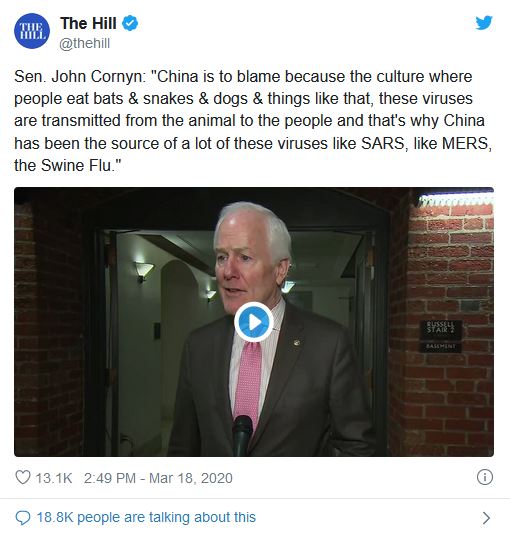 THE
HILL
The Hill
@thehill
Sen. John Cornyn: "China is to blame because the culture where
people eat bats & snakes & dogs & things like that, these viruses
are transmitted from the animal to the people and that's why China
has been the source of a lot of these viruses like SARS, like MERS,
the Swine Flu."
RUSSELL
STAIR 2
BASEMENT
13.1K 2:49 PM - Mar 18, 2020
18.8K people are talking about this